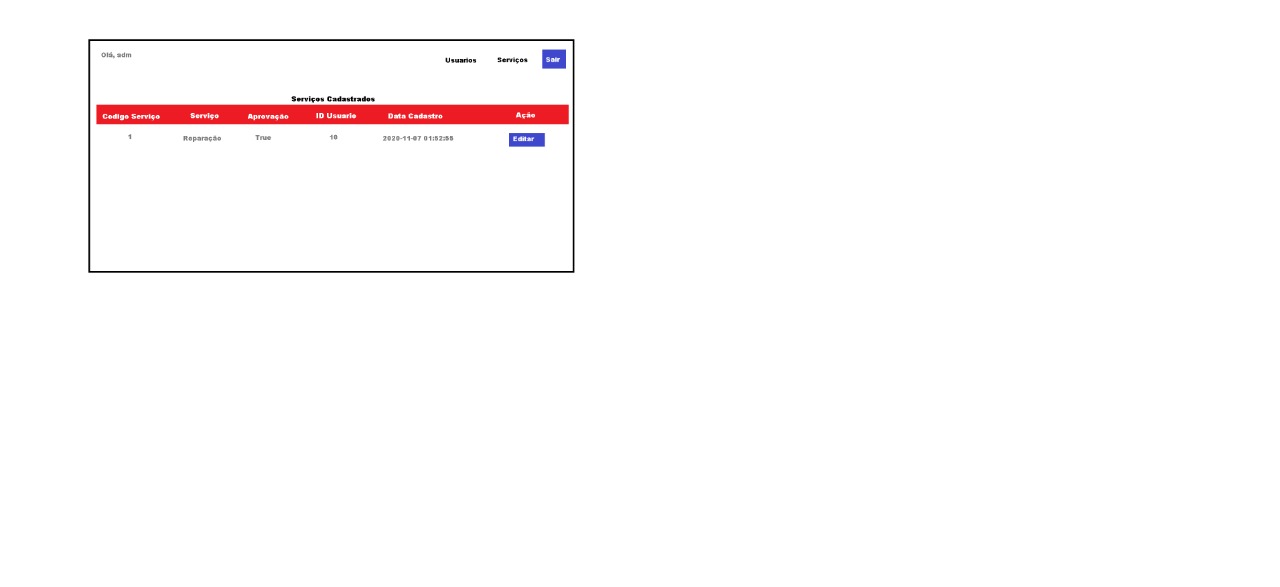 Olá, adm
Usuarios Serviços Sair
Serviços Cadastrados
Codigo Serviço Serviço Aprovação ID Usuario Data Cadastro Ação
1 Reparação True 10 2020-11-07 01:52:55 Editar